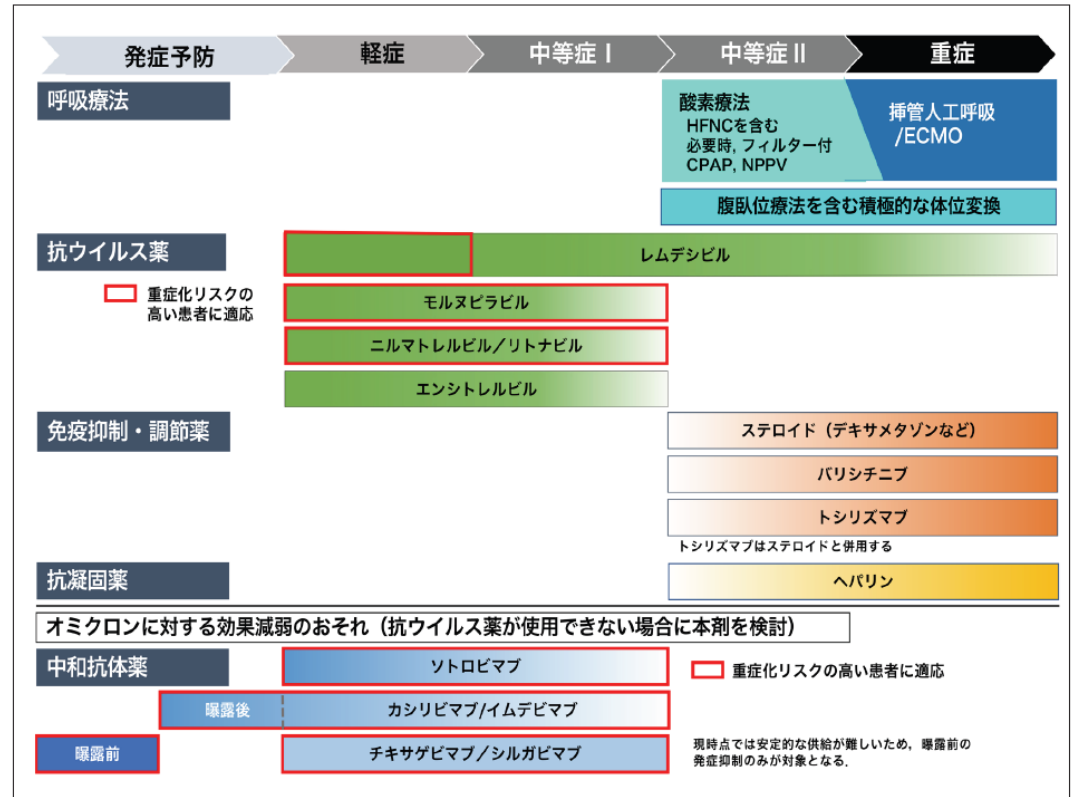 発症予防
軽症
中等症Ⅰ
中等症Ⅱ
重症
呼吸療法
酸素療法
HFNCを含む
必要時, フィルター付
CPAP, NPPV
挿管人工呼吸
/ECMO
腹臥位療法を含む積極的な体位変換
抗ウイルス薬
レムデシビル
重症化リスクの
高い患者に適応
モルヌピラビル
ニルマトレルビル／リトナビル
エンシトレルビル
免疫抑制・調節薬
ステロイド（デキサメタゾンなど）
バリシチニブ
トシリズマブ
トシリズマブはステロイドと併用する
抗凝固薬
ヘパリン
オミクロンに対する効果減弱のおそれ（抗ウイルス薬が使用できない場合に本剤を検討）
中和抗体薬
ソトロビマブ
重症化リスクの高い患者に適応
曝露後
カシリビマブ/イムデビマブ
曝露前
チキサゲビマブ／シルガビマブ
現時点では安定的な供給が難しいため，曝露前の
発症抑制のみが対象となる．